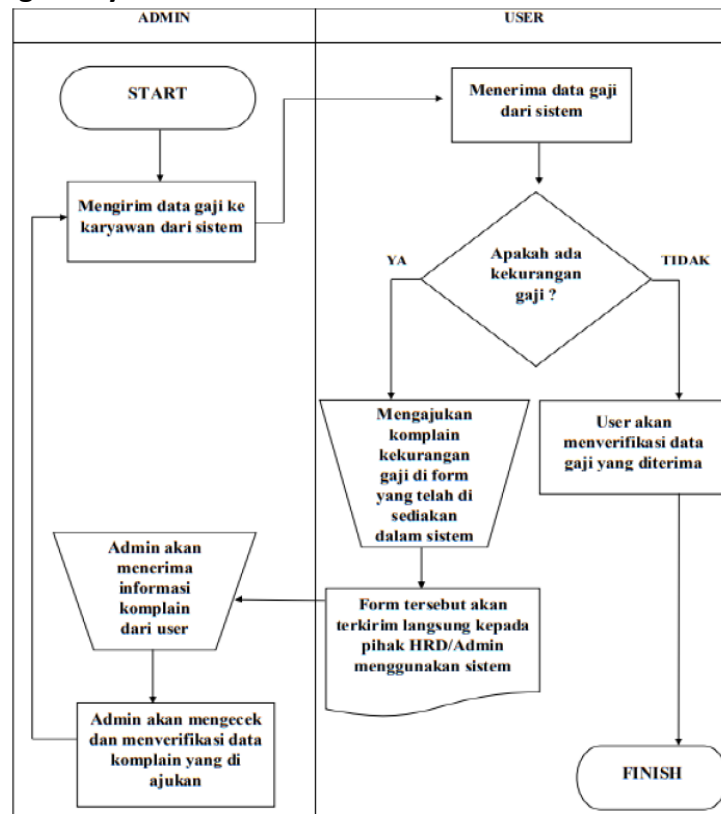 ADMIN
USER
START
Menerima data gaji
dari sistem
Mengirim data gaji ke
karyawan dari sistem
YA
Apakah ada
kekurangan
gaji ?
TIDAK
Mengajukan
komplain
kekurangan
gaji di form
yang telah di
sediakan
dalam sistem
User akan
menverifikasi data
gaji yang diterima
Admin akan
menerima
informasi
komplain
dari user
Form tersebut akan
terkirim langsung kepada
pihak HRD/Admin
menggunakan sistem
Admin akan mengecek
dan menverifikasi data
komplain yang di
ajukan
FINISH